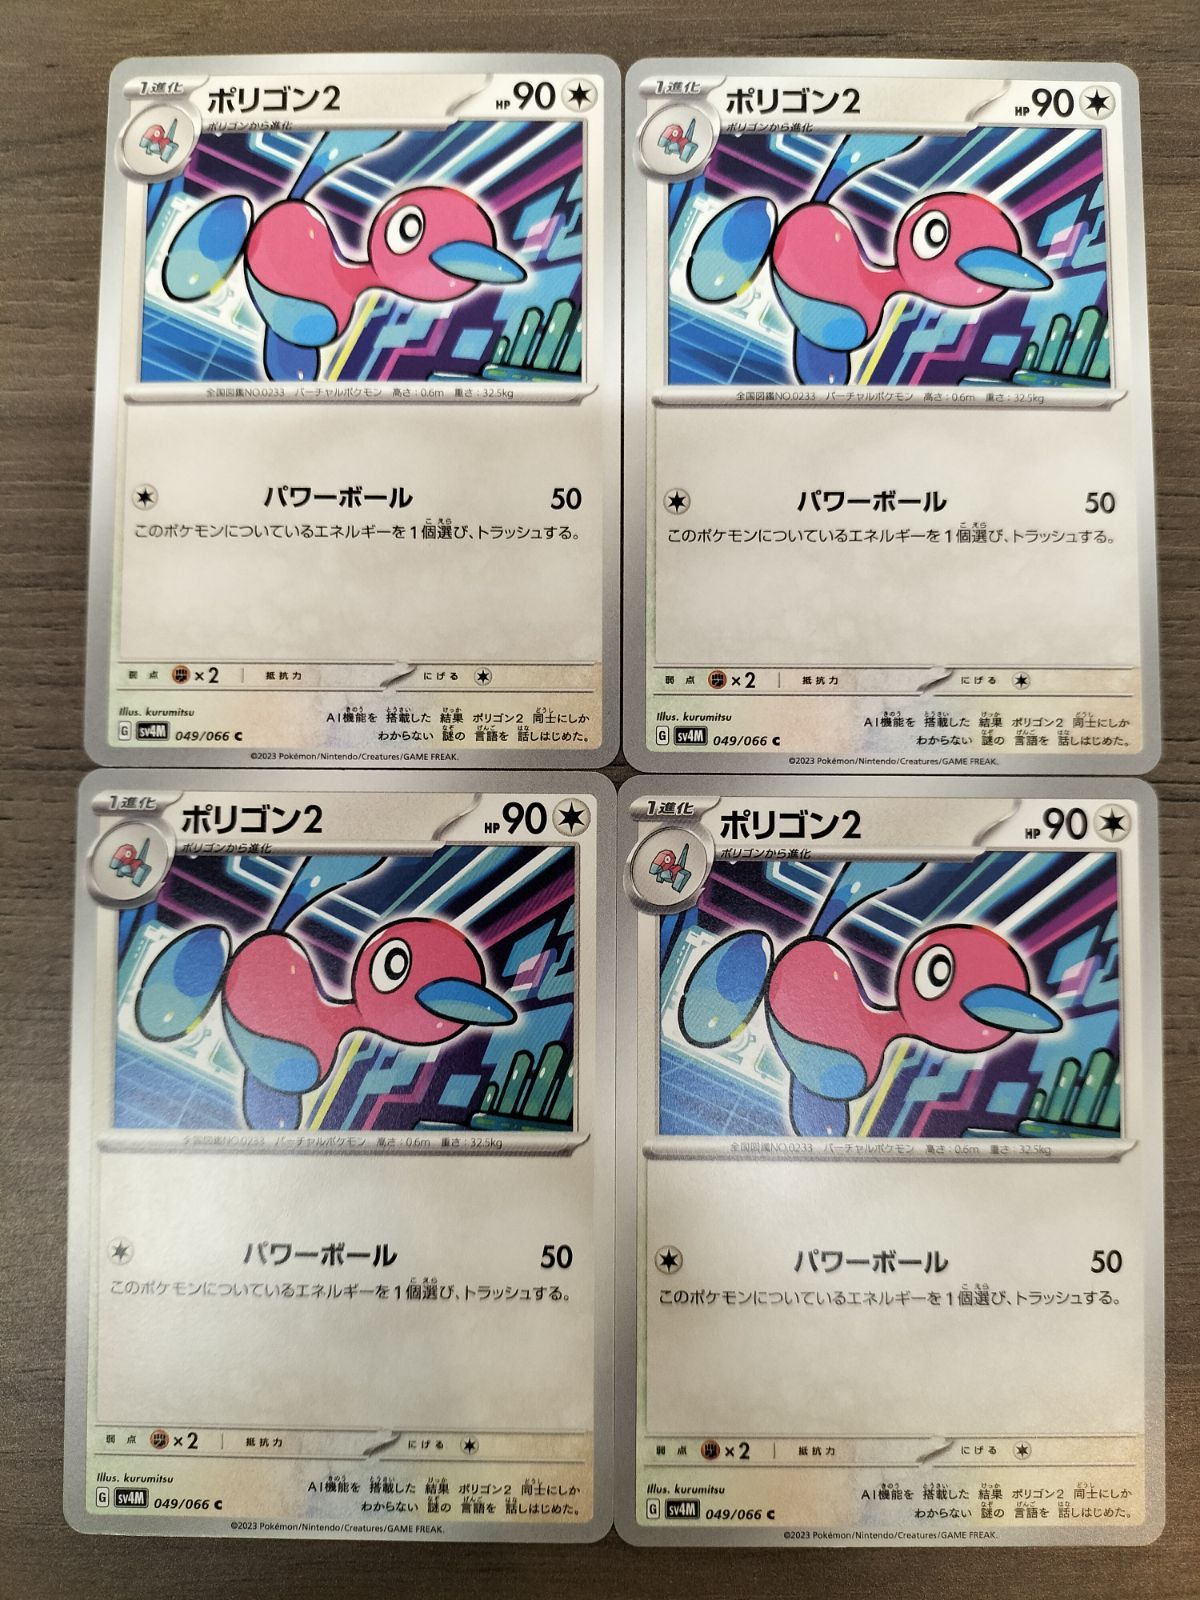 1進化
ポリゴン2
HP 90
ポリゴンから進化
全国図鑑NO.0233 バーチャルポケモン 高さ:0.6m 重さ:32.5kg
パワーボール 50
このポケモンについているエネルギーを1個選び、トラッシュする。
弱点 ×2 抵抗力 にげる
Illus. kurumitsu
AI機能を 搭載した 結果 ポリゴン2 同士にしか
G sv4M 049/066 C
わからない 謎の 言語を 話しはじめた。
©2023 Pokémon/Nintendo/Creatures/GAME FREAK.
1進化
ポリゴン2
HP 90
ポリゴンから進化
全国図鑑NO.0233 バーチャルポケモン 高さ:0.6m 重さ:32.5kg
パワーボール 50
このポケモンについているエネルギーを1個選び、トラッシュする。
弱点 ×2 抵抗力 にげる
Illus. kurumitsu
AI機能を 搭載した 結果 ポリゴン2 同士にしか
G sv4M 049/066 C
わからない 謎の 言語を 話しはじめた。
©2023 Pokémon/Nintendo/Creatures/GAME FREAK.
1進化
ポリゴン2
HP 90
ポリゴンから進化
全国図鑑NO.0233 バーチャルポケモン 高さ:0.6m 重さ:32.5kg
パワーボール 50
このポケモンについているエネルギーを1個選び、トラッシュする。
弱点 ×2 抵抗力 にげる
Illus. kurumitsu
AI機能を 搭載した 結果 ポリゴン2 同士にしか
G sv4M 049/066 C
わからない 謎の 言語を 話しはじめた。
©2023 Pokémon/Nintendo/Creatures/GAME FREAK.
1進化
ポリゴン2
HP 90
ポリゴンから進化
全国図鑑NO.0233 バーチャルポケモン 高さ:0.6m 重さ:32.5kg
パワーボール 50
このポケモンについているエネルギーを1個選び、トラッシュする。
弱点 ×2 抵抗力 にげる
Illus. kurumitsu
AI機能を 搭載した 結果 ポリゴン2 同士にしか
G sv4M 049/066 C
わからない 謎の 言語を 話しはじめた。
©2023 Pokémon/Nintendo/Creatures/GAME FREAK.